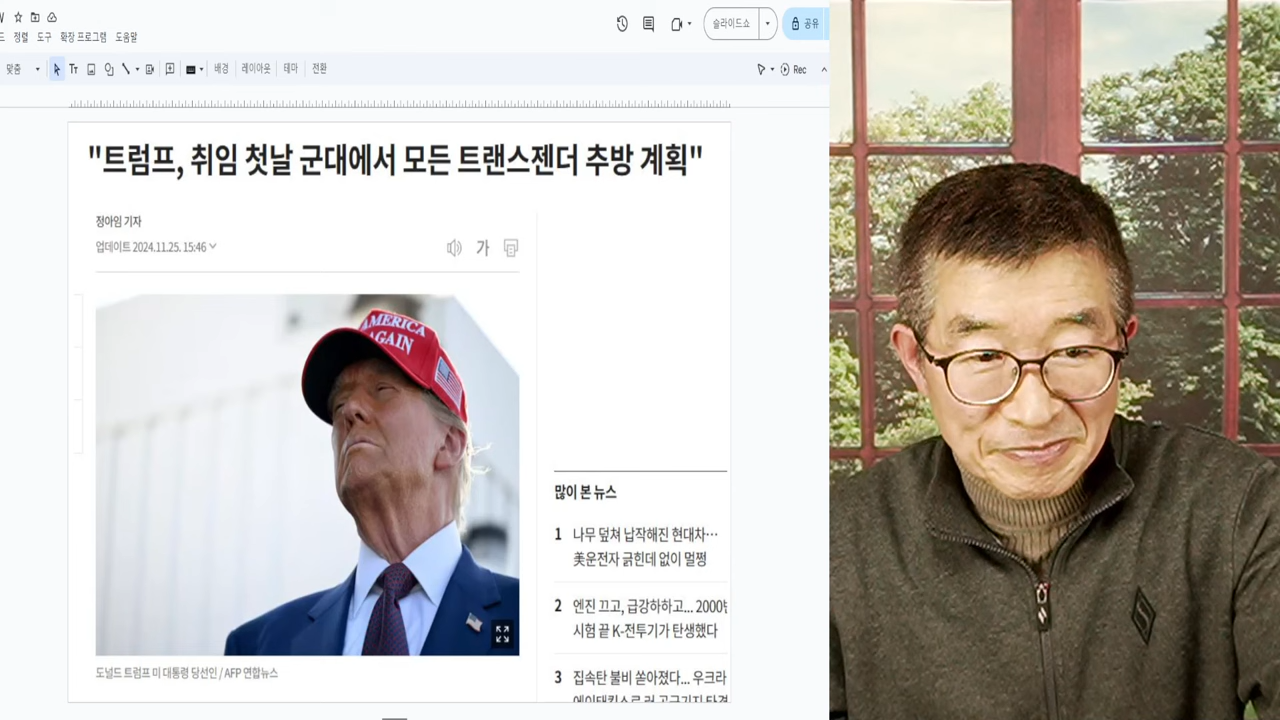 정렬 도구 확장 프로그램 도움말
슬라이드쇼
공유
맞춤
Tт
배경 레이아웃 테마 전환
Rec
"트럼프, 취임 첫날 군대에서 모든 트랜스젠더 추방 계획"
정아임 기자
업데이트 2024.11.25. 15:46
가
AMERICA
AGAIN
도널드 트럼프 미 대통령 당선인 / AFP 연합뉴스
많이 본 뉴스
1 나무 덮쳐 납작해진 현대차…
美운전자 긁힌데 없이 멀쩡
2 엔진 끄고, 급강하하고... 2000
시험 끝 K-전투기가 탄생했다
3 집속탄 불비 쏟아졌다... 우크라